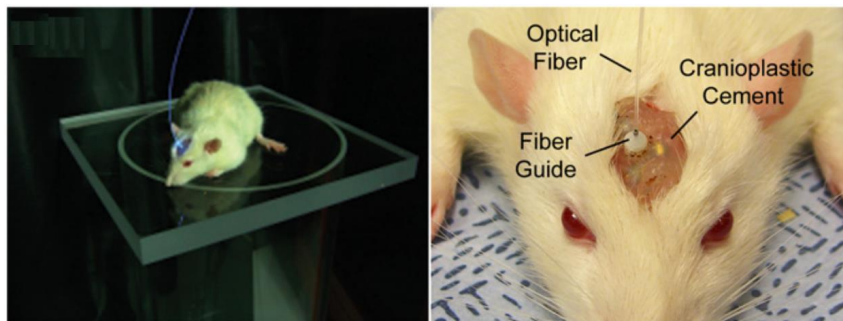 Optical
Fiber
Cranioplastic
Cement
Fiber
Guide